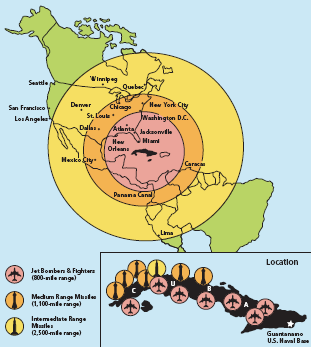 Seattle
Winnipeg
Quebec
San Francisco
Denver
Chicago
New York City
Los Angeles
St. Louis
Washington D.C.
Dallas
Atlanta
Jacksonville
New
Orleans
Miami
Mexico City
Caracas
Panama Canal
Lima
Jet Bombers & Fighters
(800-mile range)
Medium Range Missiles
(1,100-mile range)
Intermediate Range
Missiles
(2,500-mile range)
Location
C
U
B
A
Guantanamo
U.S. Naval Base